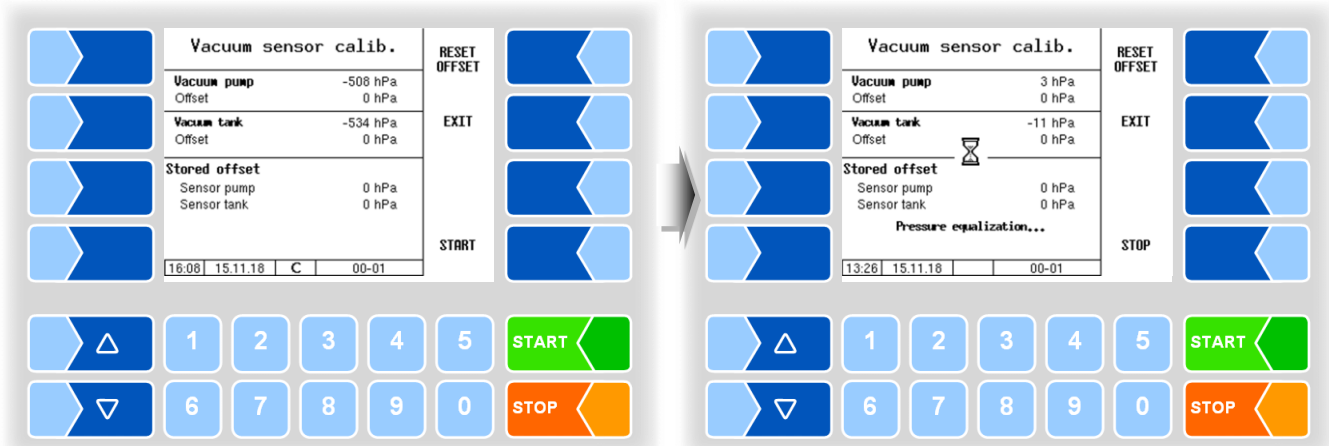 Vacuum sensor calib.
RESET
OFFSET
Vacuum pump -508 hPa
Offset 0 hPa
Vacuum tank -534 hPa
EXIT
Offset 0 hPa
Stored offset
Sensor pump 0 hPa
Sensor tank 0 hPa
START
16:08 15.11.18 C 00-01
1 2 3 4 5 START
6 7 8 9 0 STOP
Vacuum sensor calib.
RESET
OFFSET
Vacuum pump 3 hPa
Offset 0 hPa
Vacuum tank -11 hPa
EXIT
Offset 0 hPa
Stored offset
Sensor pump 0 hPa
Sensor tank 0 hPa
Pressure equalization...
STOP
13:26 15.11.18 00-01
1 2 3 4 5 START
6 7 8 9 0 STOP